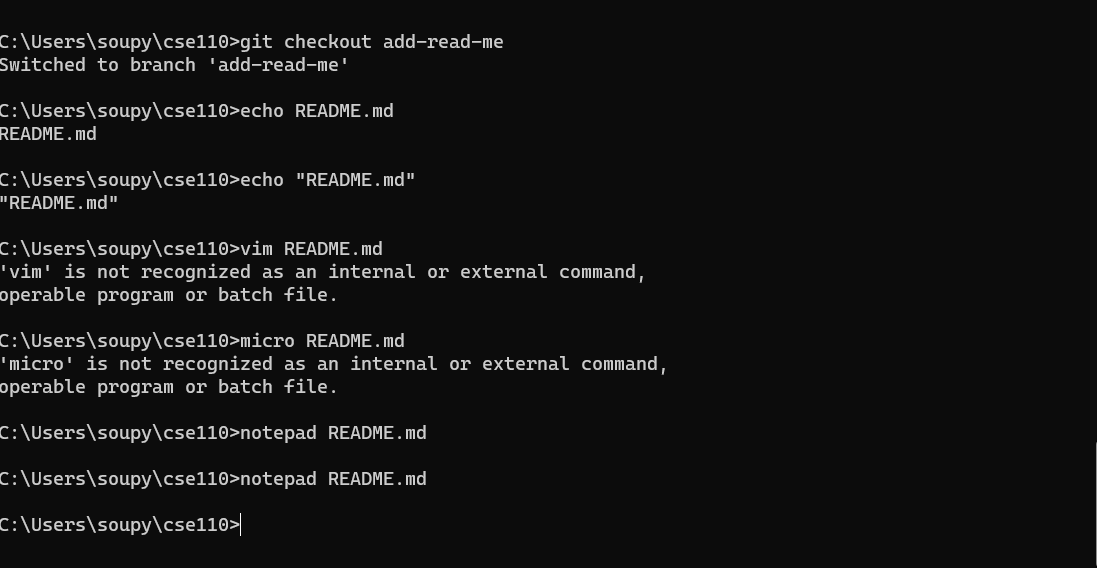 C:\Users\soupy\cse110>git checkout add-read-me
Switched to branch 'add-read-me'
C:\Users\soupy\cse110>echo README.md
README.md
C:\Users\soupy\cse110>echo "README.md"
"README.md"
C:\Users\soupy\cse110>vim README.md
'vim' is not recognized as an internal or external command,
operable program or batch file.
C:\Users\soupy\cse110>micro README.md
'micro' is not recognized as an internal or external command,
operable program or batch file.
C:\Users\soupy\cse110>notepad README.md
C:\Users\soupy\cse110>notepad README.md
C:\Users\soupy\cse110>